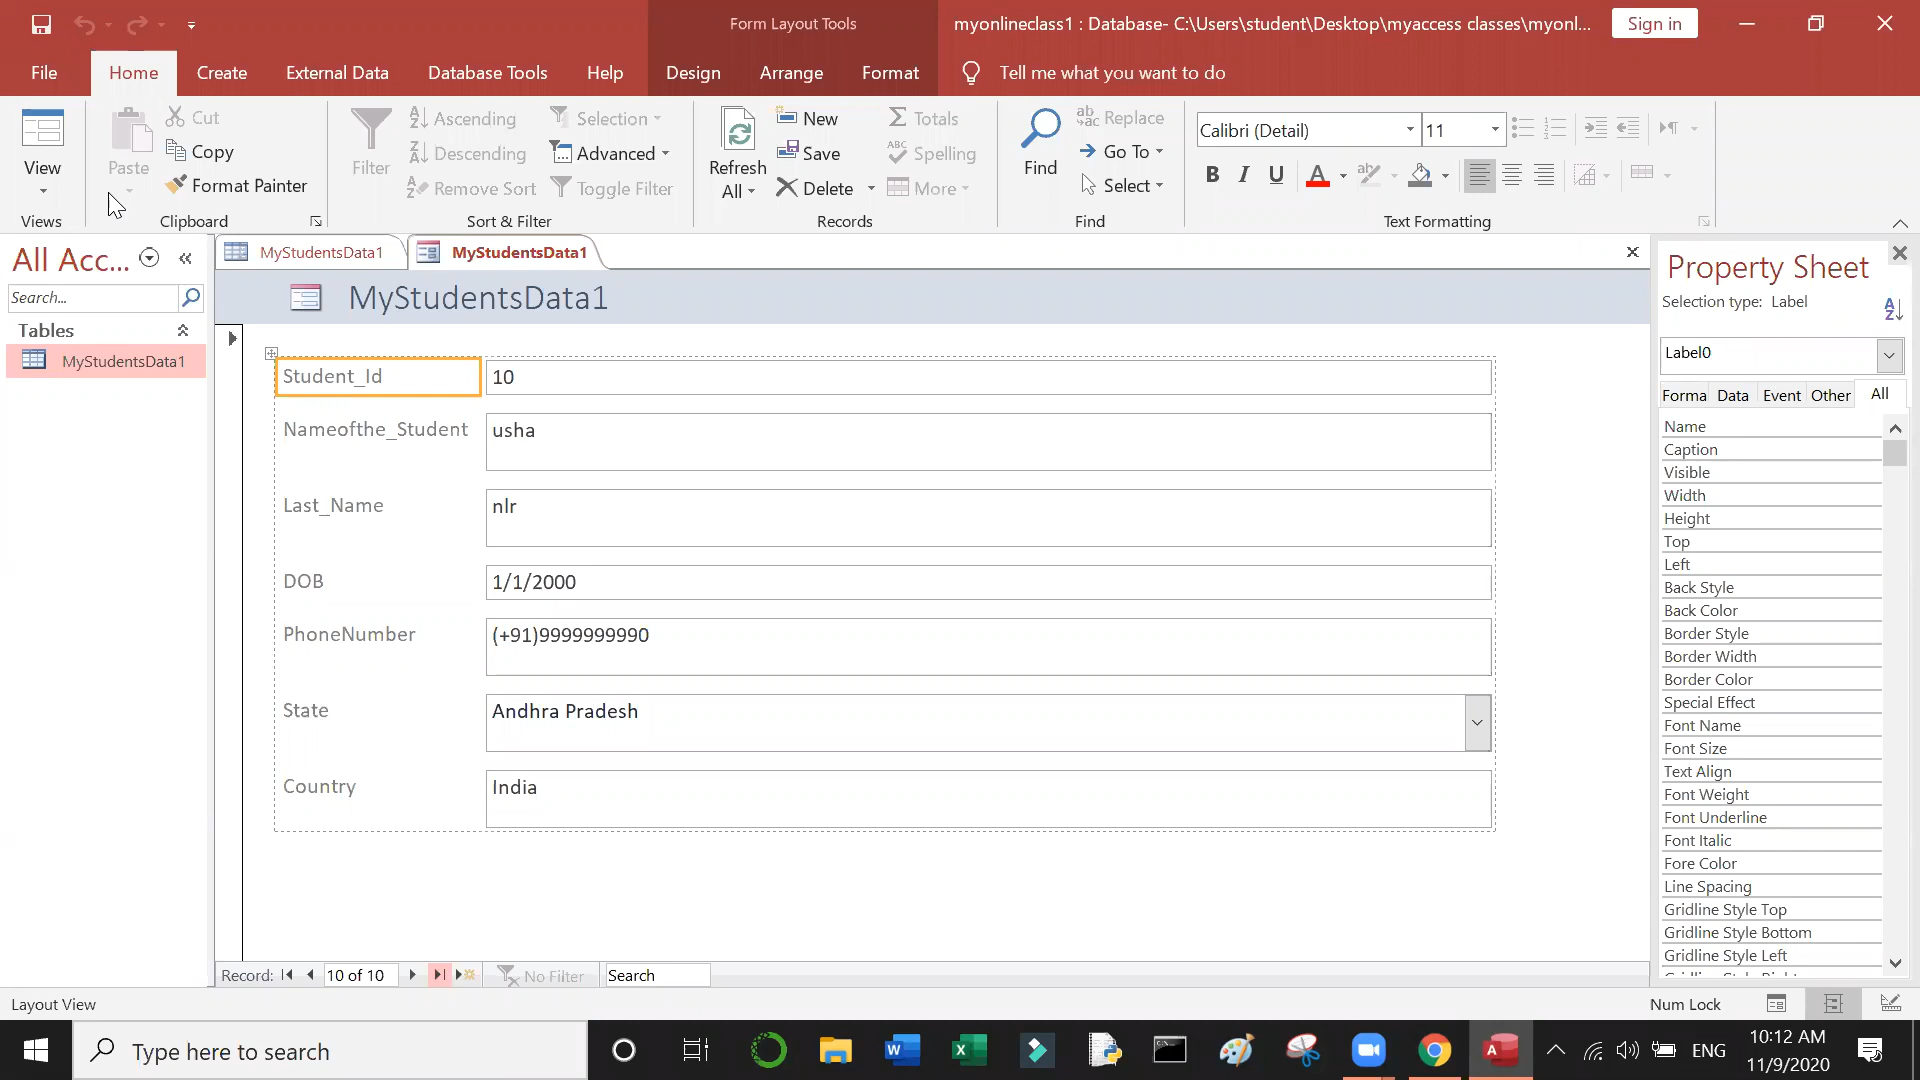 Form Layout Tools
myonlineclass1 : Database- C:\Users\student\Desktop\myaccess classes\myonl...
Sign in
File
Home
Create
External Data
Database Tools
Help
Design
Arrange
Format
Tell me what you want to do
View
Views
Paste
Cut
Copy
Format Painter
Clipboard
Filter
Ascending
Descending
Remove Sort
Selection
Advanced
Toggle Filter
Sort & Filter
Refresh
All
New
Save
Delete
Totals
Spelling
More
Records
Find
Replace
Go To
Select
Find
Calibri (Detail)
11
B I U A
Text Formatting
All Acc...
Search...
Tables
MyStudentsData1
MyStudentsData1
MyStudentsData1
MyStudentsData1
Student_Id 10
Nameofthe_Student usha
Last_Name nlr
DOB 1/1/2000
PhoneNumber (+91)9999999990
State Andhra Pradesh
Country India
Record: 10 of 10 No Filter Search
Property Sheet
Selection type: Label
Label0
Forma Data Event Other All
Name
Caption
Visible
Width
Height
Top
Left
Back Style
Back Color
Border Style
Border Width
Border Color
Special Effect
Font Name
Font Size
Text Align
Font Weight
Font Underline
Font Italic
Fore Color
Line Spacing
Gridline Style Top
Gridline Style Bottom
Gridline Style Left
Layout View
Num Lock
Type here to search
ENG
10:12 AM
11/9/2020